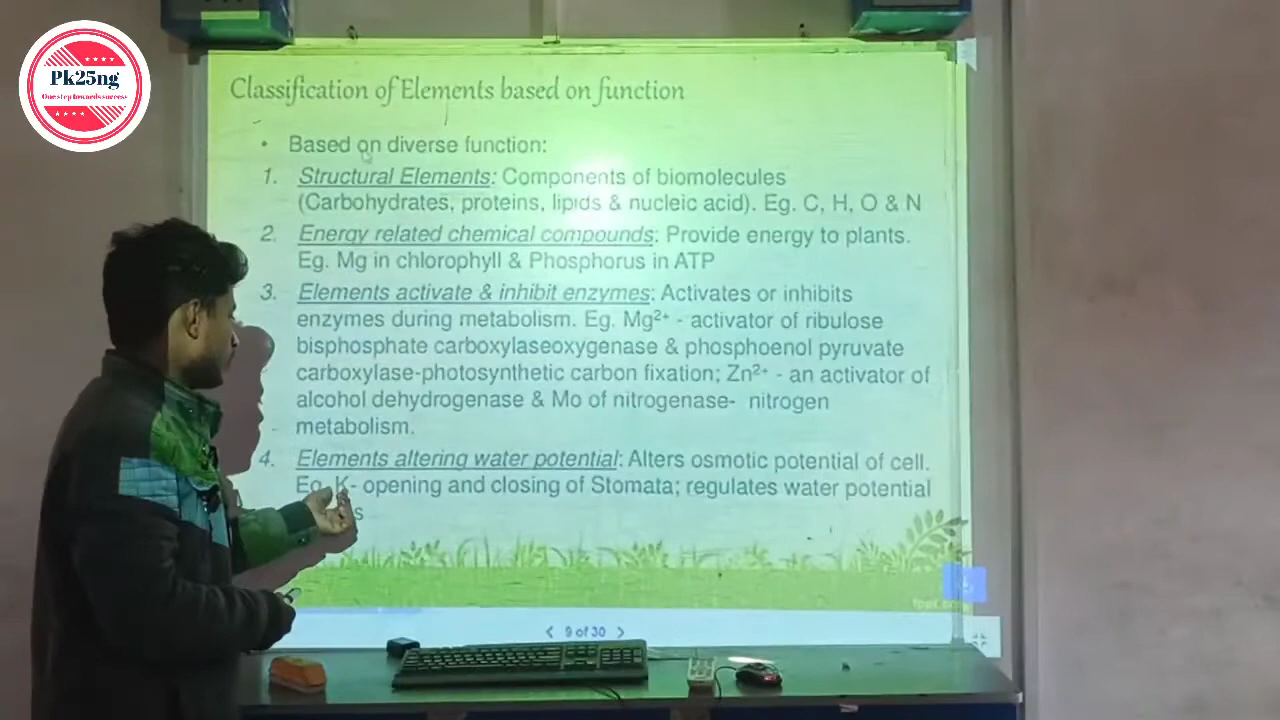 Pk25ng
One step towards success
Classification of Elements based on function
• Based on diverse function:
1. Structural Elements: Components of biomolecules
(Carbohydrates, proteins, lipids & nucleic acid). Eg. C, H, O & N
2. Energy related chemical compounds: Provide energy to plants.
Eg. Mg in chlorophyll & Phosphorus in ATP
3. Elements activate & inhibit enzymes: Activates or inhibits
enzymes during metabolism. Eg. Mg²⁺ - activator of ribulose
bisphosphate carboxylaseoxygenase & phosphoenol pyruvate
carboxylase-photosynthetic carbon fixation; Zn²⁺ - an activator of
alcohol dehydrogenase & Mo of nitrogenase- nitrogen
metabolism.
4. Elements altering water potential: Alters osmotic potential of cell.
Eg. K- opening and closing of Stomata; regulates water potential
9 of 30